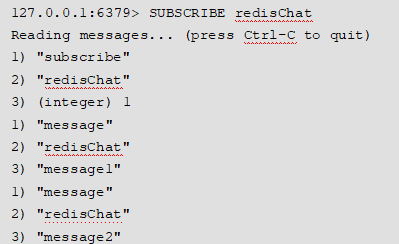 127.0.0.1:6379> SUBSCRIBE redisChat
Reading messages... (press Ctrl-C to quit)
1) "subscribe"
2) "redisChat"
3) (integer) 1
1) "message"
2) "redisChat"
3) "message1"
1) "message"
2) "redisChat"
3) "message2"